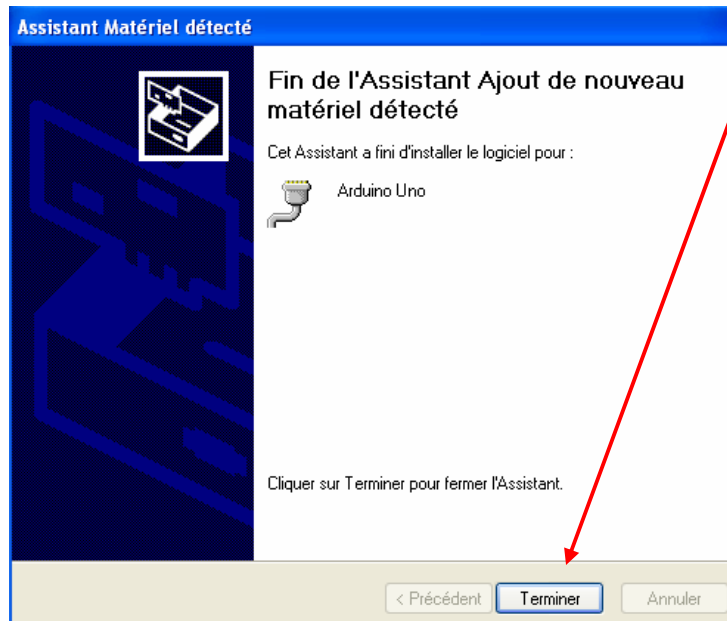 Assistant Matériel détecté
Fin de l'Assistant Ajout de nouveau
matériel détecté
Cet Assistant a fini d'installer le logiciel pour :
Arduino Uno
Cliquer sur Terminer pour fermer l'Assistant.
< Précédent Terminer Annuler